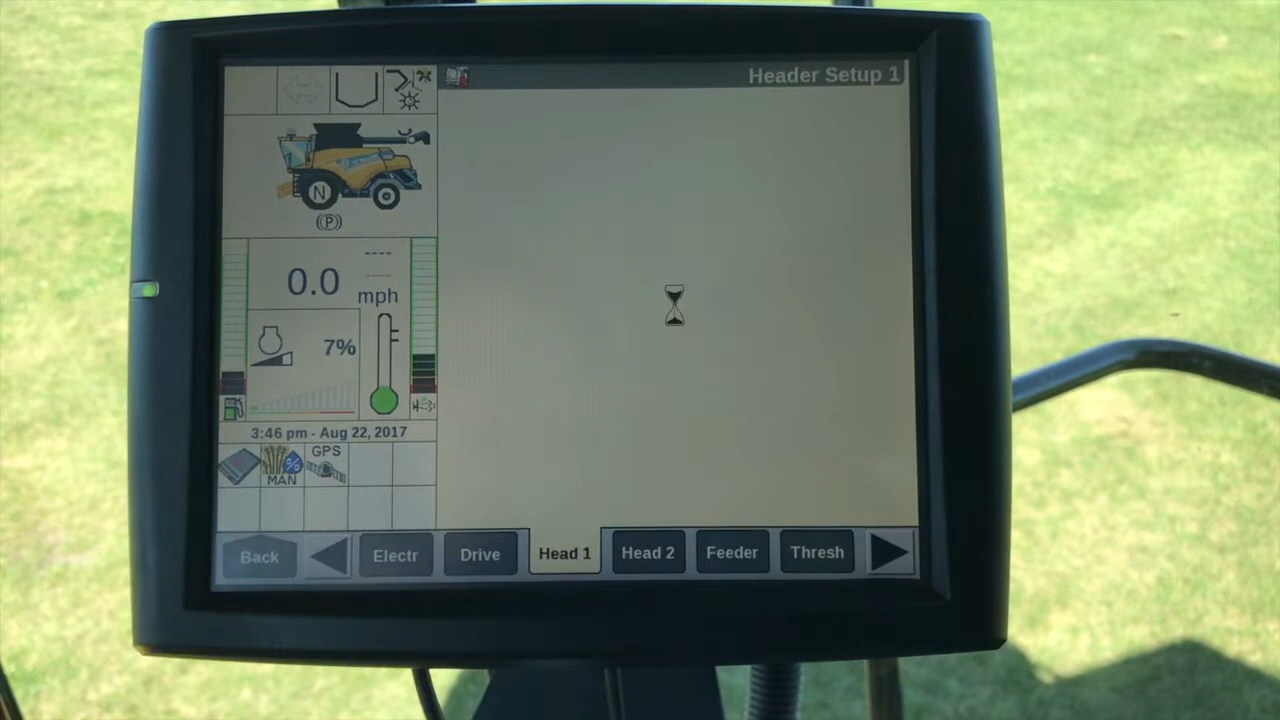 Header Setup 1
N
(P)
0.0
----
----
mph
7%
3:46 pm - Aug 22, 2017
MAN
GPS
Back
Electr
Drive
Head 1
Head 2
Feeder
Thresh